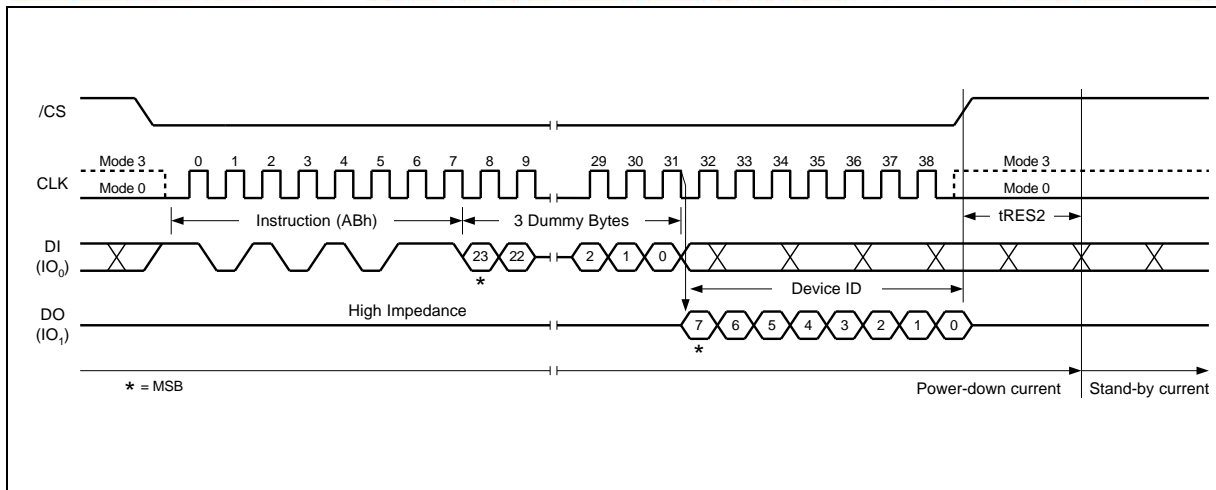 /CS
Mode 3 0 1 2 3 4 5 6 7 8 9 29 30 31 32 33 34 35 36 37 38 Mode 3
CLK
Mode 0 Mode 0
Instruction (ABh) 3 Dummy Bytes tRES2
DI
(IO0)
23 22 2 1 0
*
Device ID
High Impedance
DO
(IO1)
7 6 5 4 3 2 1 0
*
* = MSB
Power-down current Stand-by current